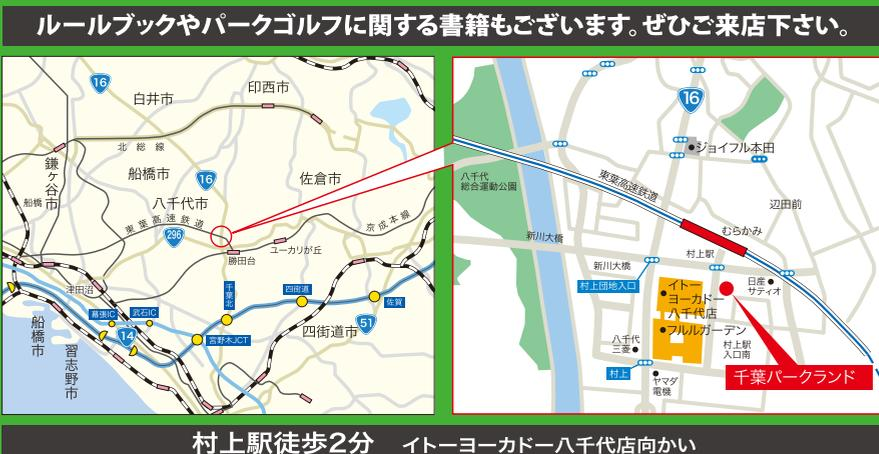 ルールブックやパークゴルフに関する書籍もございます。ぜひご来店下さい。
16
白井市
印西市
北総線
鎌ヶ谷市
船橋市
16
佐倉市
船橋
八千代市
東葉高速鉄道
296
京成本線
ユーカリが丘
勝田台
津田沼
千葉北
四街道
佐賀
幕張IC
武石IC
14
宮野木JCT
四街道市
51
船橋市
習志野市
16
ジョイフル本田
八千代
総合運動公園
東葉高速鉄道
辺田前
むらかみ
村上駅
新川大橋
新川大橋
村上団地入口
イトー
ヨーカドー
八千代店
フルルガーデン
日産
サティオ
八千代
三菱
村上駅
入口南
村上
ヤマダ
電機
千葉パークランド
村上駅徒歩2分 イトーヨーカドー八千代店向かい